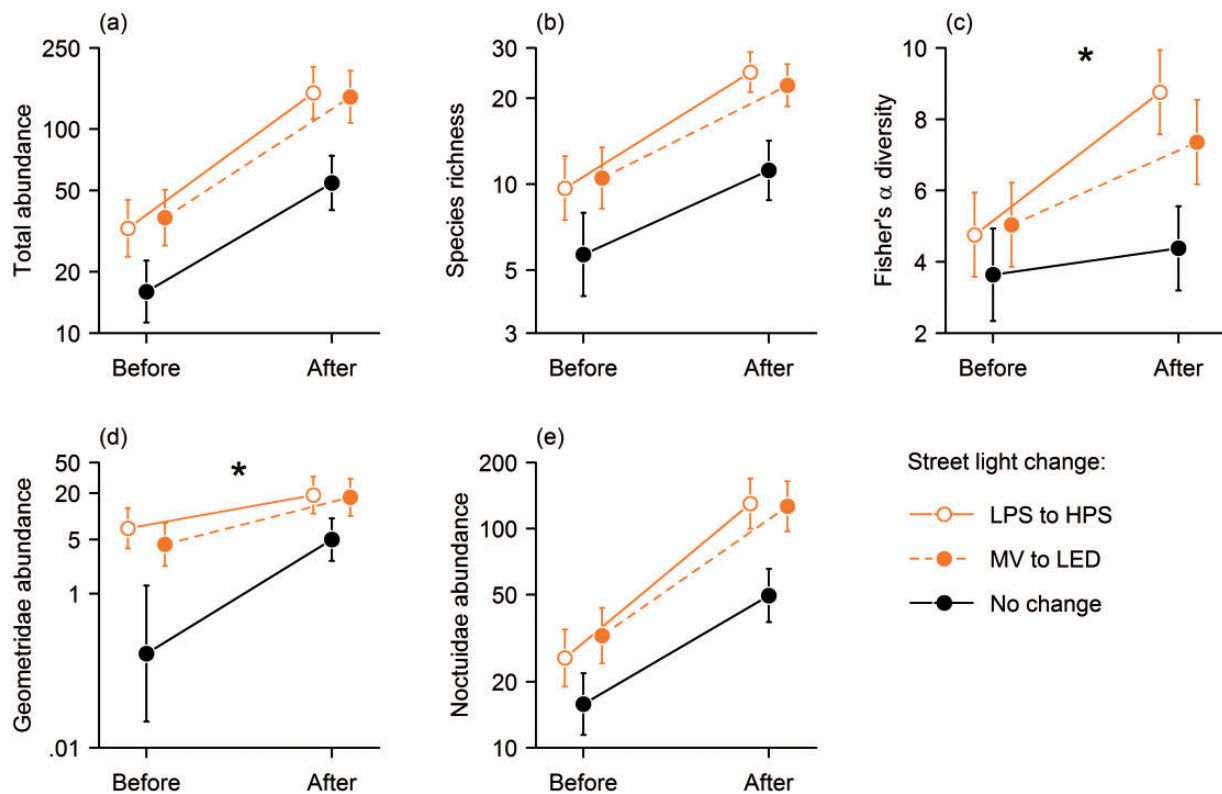 (a)
250
100
50
20
10
Total abundance
Before
After
(b)
30
20
10
5
3
Species richness
Before
After
(c)
10
8
6
4
2
Fisher's α diversity
*
Before
After
(d)
50
20
5
1
.01
Geometridae abundance
*
Before
After
(e)
200
100
50
20
10
Noctuidae abundance
Before
After
Street light change:
LPS to HPS
MV to LED
No change